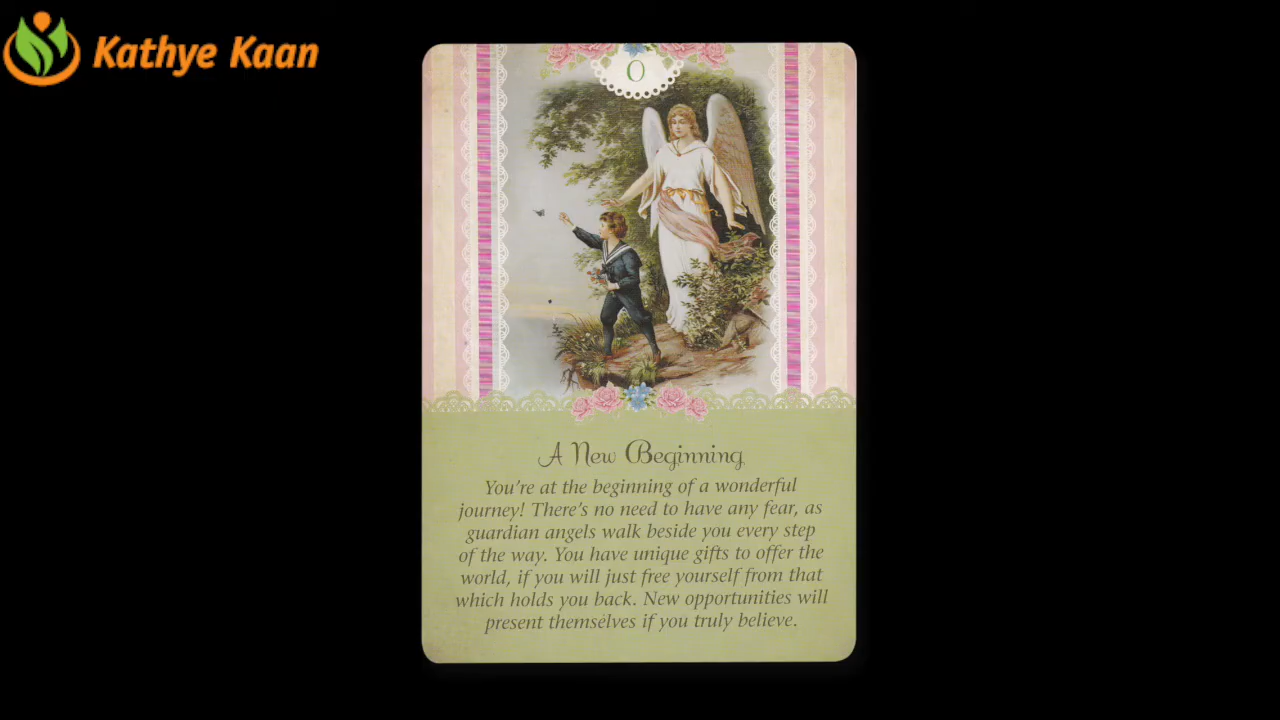 Kathye Kaan
0
A New Beginning
You're at the beginning of a wonderful
journey! There's no need to have any fear, as
guardian angels walk beside you every step
of the way. You have unique gifts to offer the
world, if you will just free yourself from that
which holds you back. New opportunities will
present themselves if you truly believe.